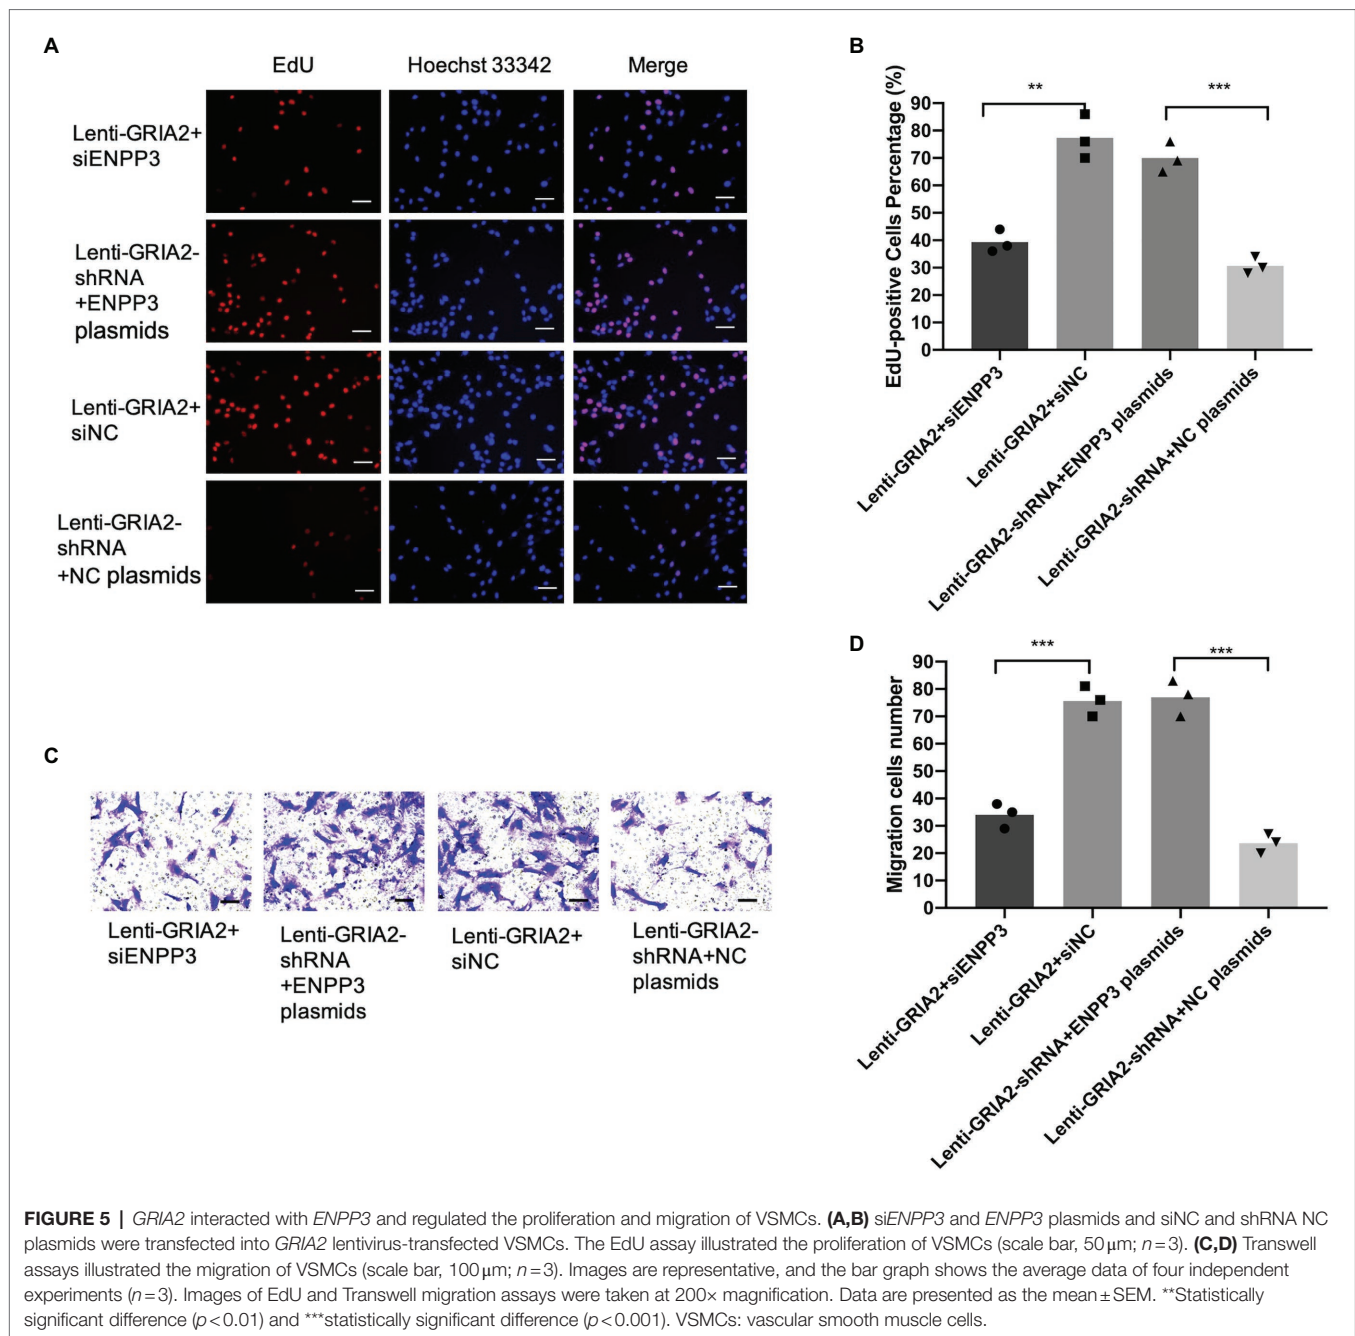 A
EdU
Hoechst 33342
Merge
Lenti-GRIA2+
siENPP3
Lenti-GRIA2-
shRNA
+ENPP3
plasmids
Lenti-GRIA2+
siNC
Lenti-GRIA2-
shRNA
+NC plasmids
B
EdU-positive Cells Percentage (%)
90
80
70
60
50
40
30
20
10
0
**
***
Lenti-GRIA2+siENPP3
Lenti-GRIA2+siNC
Lenti-GRIA2-shRNA+ENPP3 plasmids
Lenti-GRIA2-shRNA+NC plasmids
C
Lenti-GRIA2+
siENPP3
Lenti-GRIA2-
shRNA
+ENPP3
plasmids
Lenti-GRIA2+
siNC
Lenti-GRIA2-
shRNA+NC
plasmids
D
Migration cells number
90
80
70
60
50
40
30
20
10
0
***
***
Lenti-GRIA2+siENPP3
Lenti-GRIA2+siNC
Lenti-GRIA2-shRNA+ENPP3 plasmids
Lenti-GRIA2-shRNA+NC plasmids
FIGURE 5 | GRIA2 interacted with ENPP3 and regulated the proliferation and migration of VSMCs. (A,B) siENPP3 and ENPP3 plasmids and siNC and shRNA NC
plasmids were transfected into GRIA2 lentivirus-transfected VSMCs. The EdU assay illustrated the proliferation of VSMCs (scale bar, 50 μm; n=3). (C,D) Transwell
assays illustrated the migration of VSMCs (scale bar, 100 μm; n=3). Images are representative, and the bar graph shows the average data of four independent
experiments (n=3). Images of EdU and Transwell migration assays were taken at 200× magnification. Data are presented as the mean±SEM. **Statistically
significant difference (p<0.01) and ***statistically significant difference (p<0.001). VSMCs: vascular smooth muscle cells.